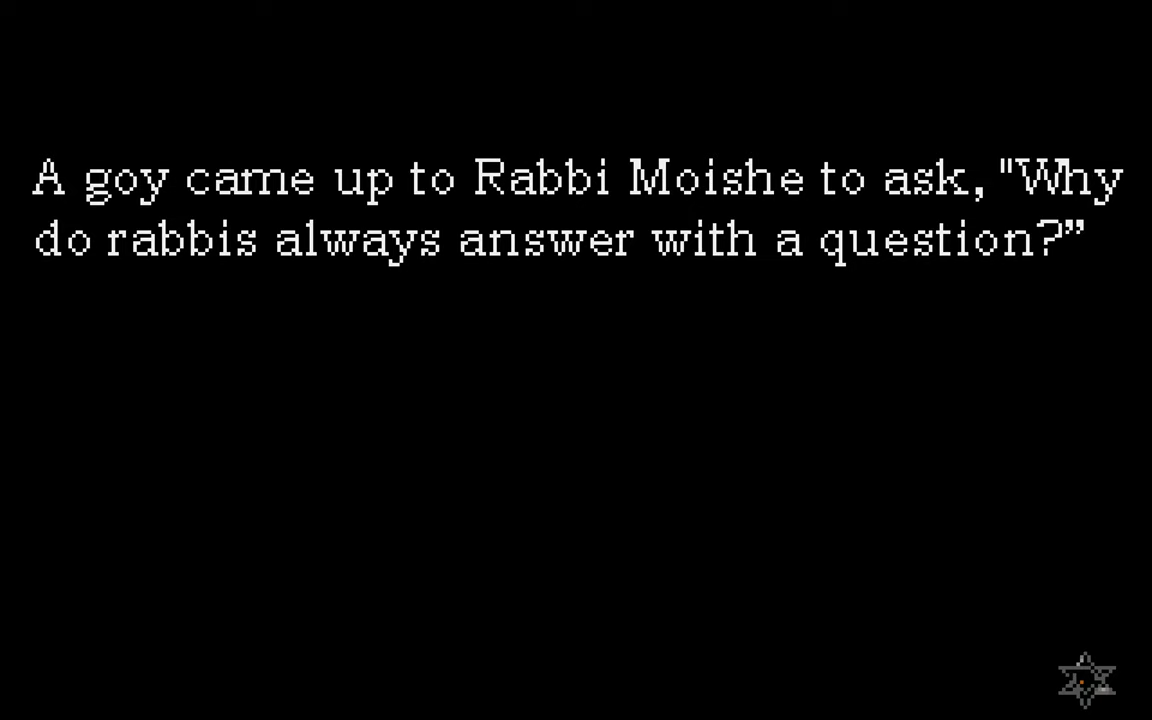 A goy came up to Rabbi Moishe to ask, "Why
do rabbis always answer with a question?”